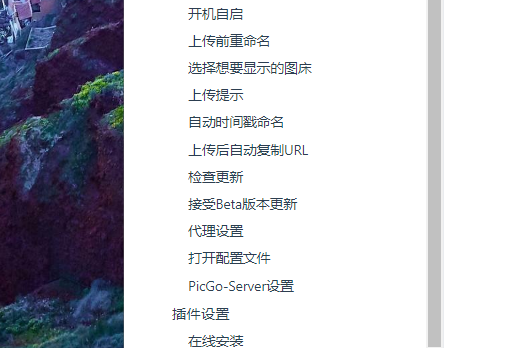 开机自启
上传前重命名
选择想要显示的图床
上传提示
自动时间戳命名
上传后自动复制URL
检查更新
接受Beta版本更新
代理设置
打开配置文件
PicGo-Server设置
插件设置
在线安装